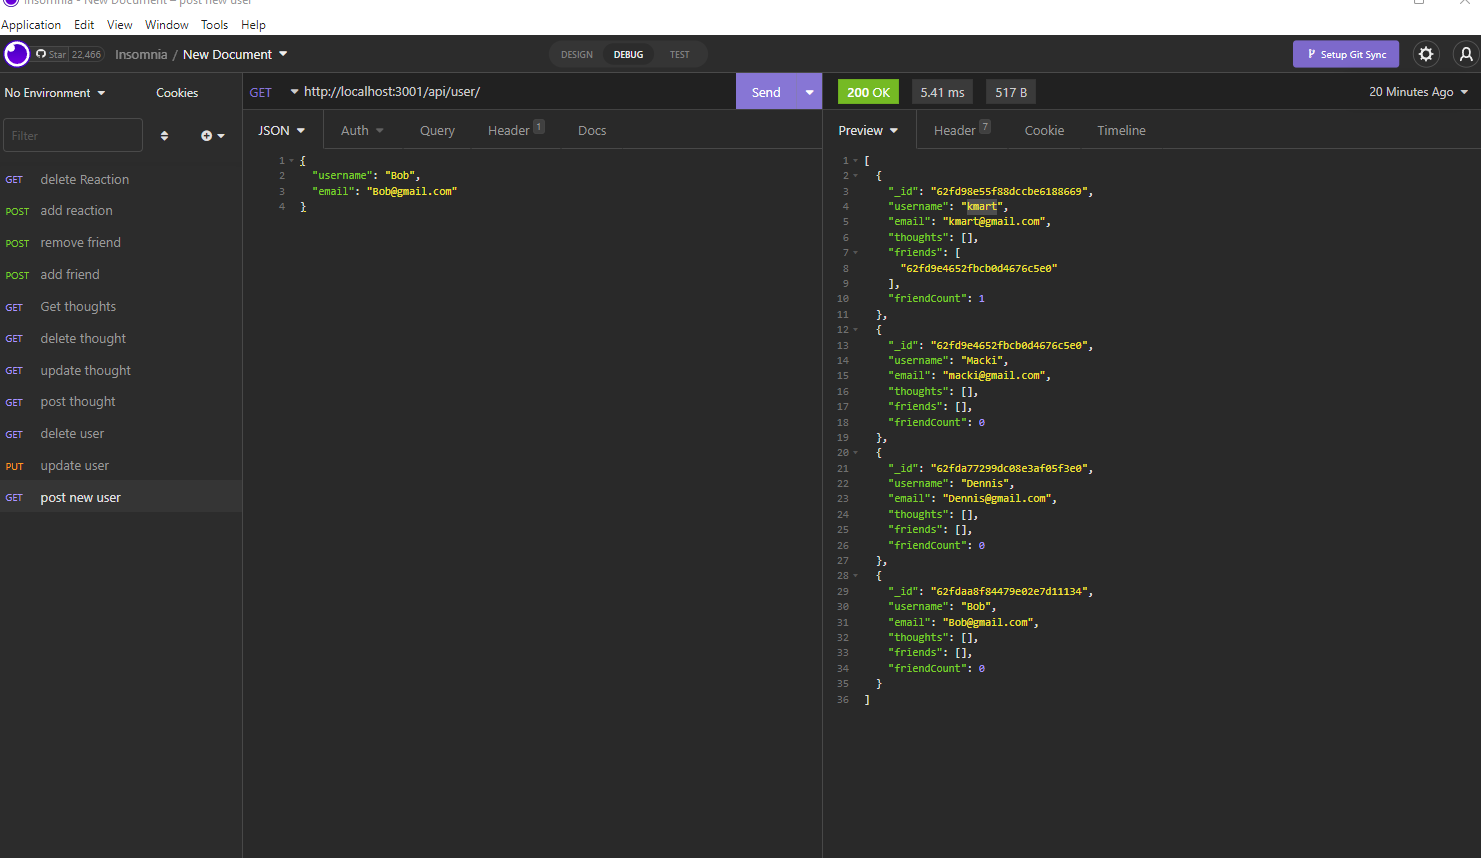 Insomnia - New Document - post new user
Application Edit View Window Tools Help
Star 22,466 Insomnia / New Document
DESIGN DEBUG TEST
Setup Git Sync
No Environment Cookies
Filter
GET delete Reaction
POST add reaction
POST remove friend
POST add friend
GET Get thoughts
GET delete thought
GET update thought
GET post thought
GET delete user
PUT update user
GET post new user
GET http://localhost:3001/api/user/ Send
JSON Auth Query Header 1 Docs
1 {
2 "username": "Bob",
3 "email": "Bob@gmail.com"
4 }
200 OK 5.41 ms 517 B 20 Minutes Ago
Preview Header 7 Cookie Timeline
1 [
2 {
3 "_id": "62fd98e55f88dccbe6188669",
4 "username": "kmart",
5 "email": "kmart@gmail.com",
6 "thoughts": [],
7 "friends": [
8 "62fd9e4652fbcb0d4676c5e0"
9 ],
10 "friendCount": 1
11 },
12 {
13 "_id": "62fd9e4652fbcb0d4676c5e0",
14 "username": "Macki",
15 "email": "macki@gmail.com",
16 "thoughts": [],
17 "friends": [],
18 "friendCount": 0
19 },
20 {
21 "_id": "62fda77299dc08e3af05f3e0",
22 "username": "Dennis",
23 "email": "Dennis@gmail.com",
24 "thoughts": [],
25 "friends": [],
26 "friendCount": 0
27 },
28 {
29 "_id": "62fdaa8f84479e02e7d11134",
30 "username": "Bob",
31 "email": "Bob@gmail.com",
32 "thoughts": [],
33 "friends": [],
34 "friendCount": 0
35 }
36 ]